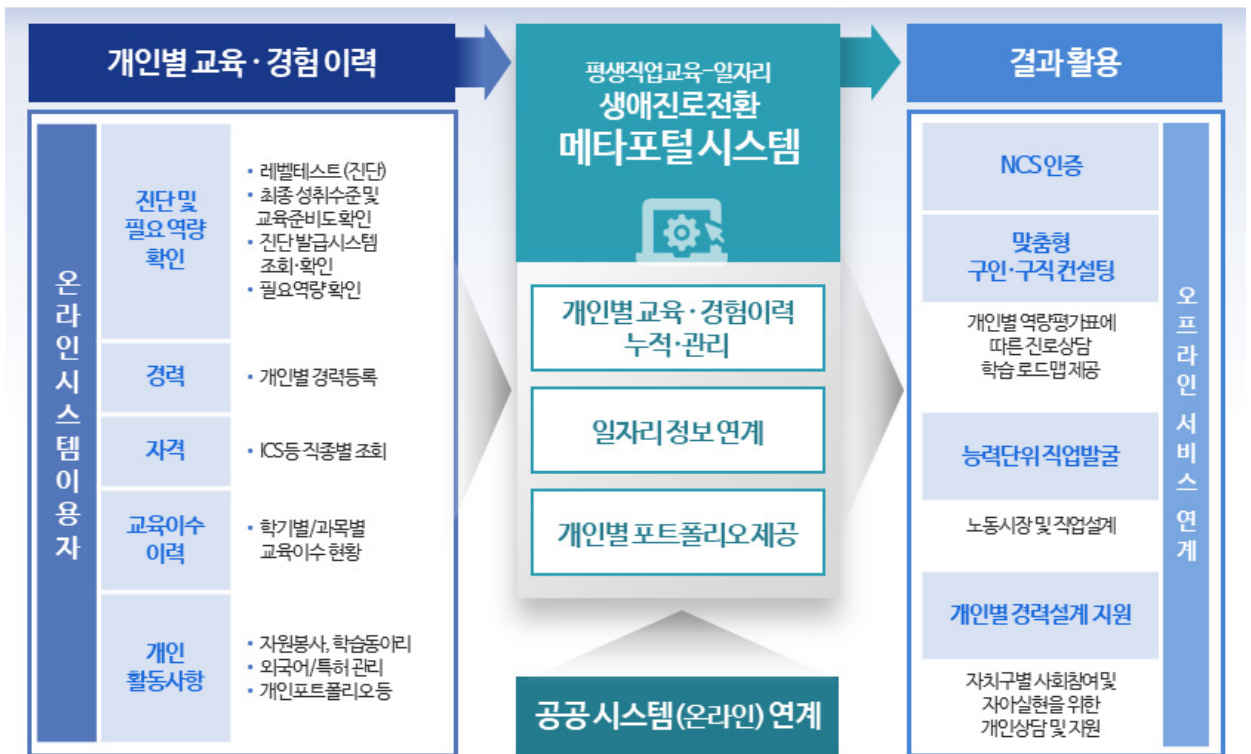 개인별 교육·경험 이력
온라인시스템이용자
진단 및
필요 역량
확인
• 레벨테스트(진단)
• 최종 성취수준 및
교육준비도 확인
• 진단 발급시스템
조회·확인
• 필요역량 확인
경력
• 개인별 경력등록
자격
• ICS등 직종별 조회
교육이수
이력
• 학기별/과목별
교육이수 현황
개인
활동사항
• 자원봉사, 학습동아리
• 외국어/특허 관리
• 개인포트폴리오 등
평생직업교육-일자리
생애진로전환
메타포털 시스템
개인별 교육·경험이력
누적·관리
일자리 정보 연계
개인별 포트폴리오 제공
공공 시스템(온라인) 연계
결과 활용
NCS 인증
맞춤형
구인·구직 컨설팅
개인별 역량평가표에
따른 진로상담
학습 로드맵 제공
능력단위 직업발굴
노동시장 및 직업설계
개인별 경력설계 지원
자치구별 사회참여 및
자아실현을 위한
개인상담 및 지원
오프라인 서비스 연계